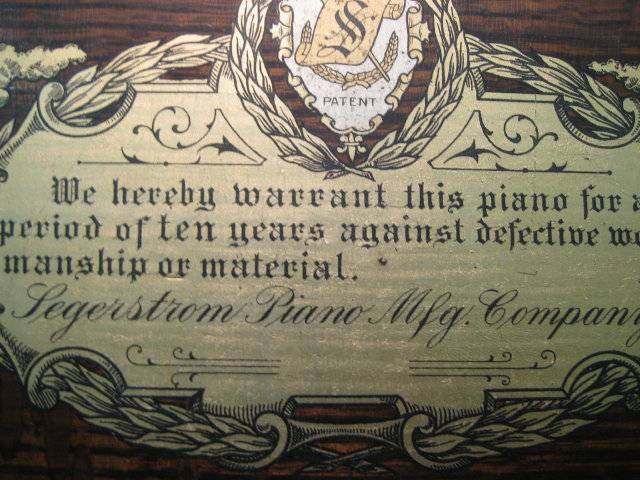 PATENT
We hereby warrant this piano for a
period of ten years against defective wo
manship or material.
Segerstrom Piano Mfg. Company